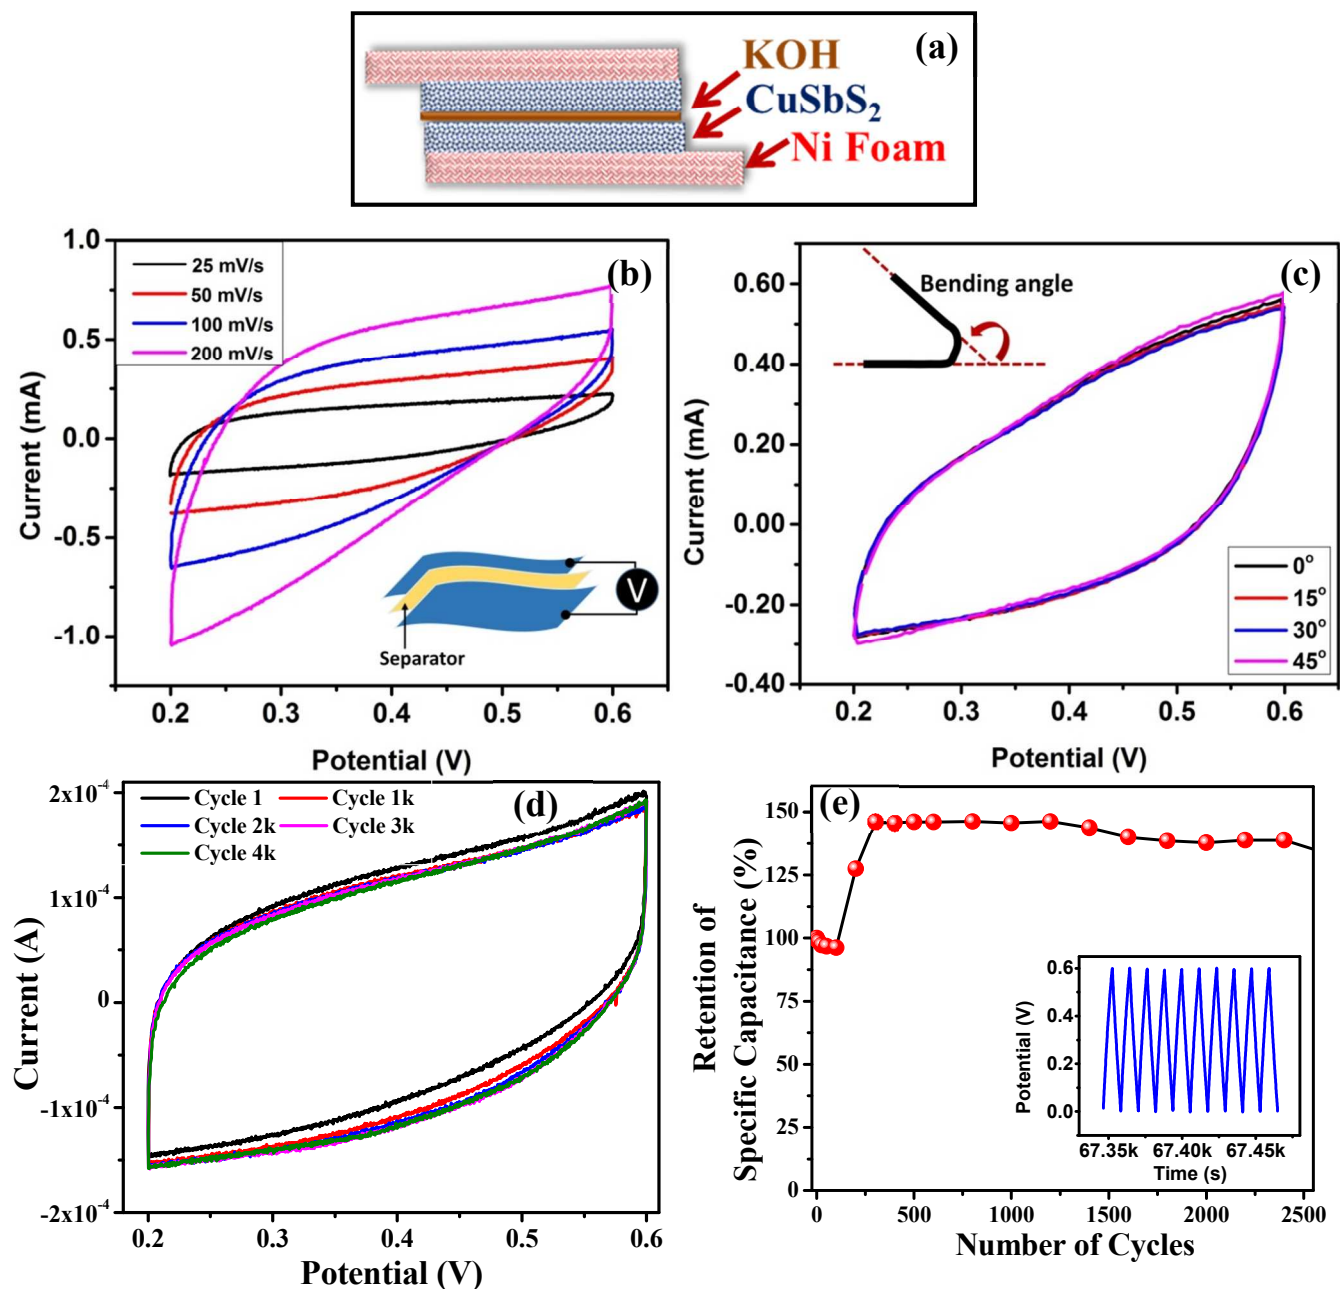 (a)
KOH
CuSbS₂
Ni Foam
(b)
25 mV/s
50 mV/s
100 mV/s
200 mV/s
1.0
0.5
0.0
-0.5
-1.0
Current (mA)
V
Separator
0.2 0.3 0.4 0.5 0.6
Potential (V)
(c)
Bending angle
0.60
0.40
0.20
0.00
-0.20
-0.40
Current (mA)
0°
15°
30°
45°
0.2 0.3 0.4 0.5 0.6
Potential (V)
(d)
Cycle 1 Cycle 1k
Cycle 2k Cycle 3k
Cycle 4k
2x10⁻⁴
1x10⁻⁴
0
-1x10⁻⁴
-2x10⁻⁴
Current (A)
0.2 0.3 0.4 0.5 0.6
Potential (V)
(e)
150
125
100
75
50
25
0
Retention of
Specific Capacitance (%)
0.6
0.4
0.2
0.0
Potential (V)
67.35k 67.40k 67.45k
Time (s)
0 500 1000 1500 2000 2500
Number of Cycles